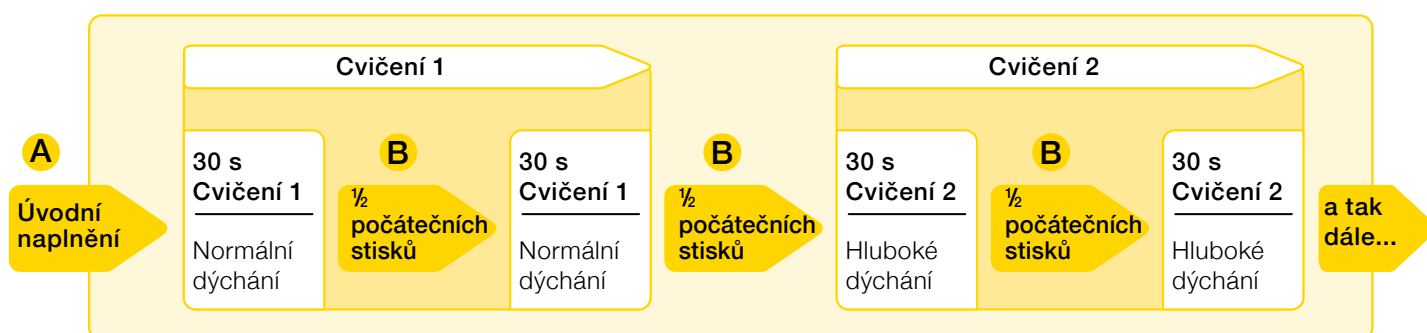 Cvičení 1
A
Úvodní
naplnění
30 s
Cvičení 1
Normální
dýchání
B
½
počátečních
stisků
30 s
Cvičení 1
Normální
dýchání
B
½
počátečních
stisků
Cvičení 2
30 s
Cvičení 2
Hluboké
dýchání
B
½
počátečních
stisků
30 s
Cvičení 2
Hluboké
dýchání
a tak
dále...